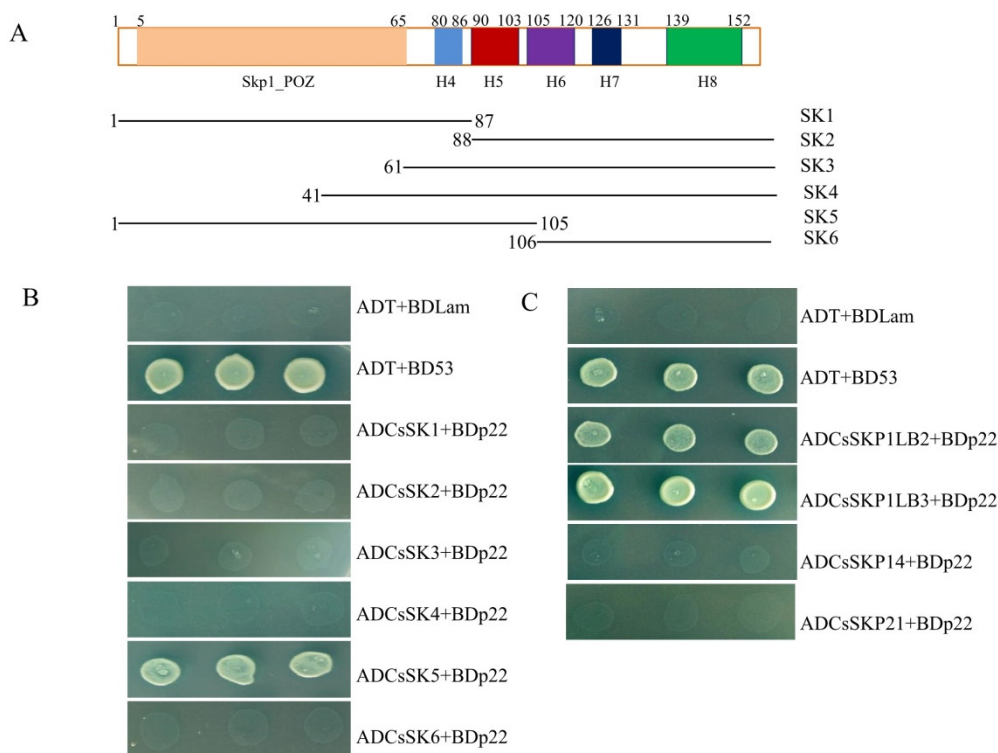 A
1 5 65 80 86 90 103 105 120 126 131 139 152
Skp1_POZ H4 H5 H6 H7 H8
1 87 SK1
88 SK2
61 SK3
41 SK4
1 105 SK5
106 SK6
B
ADT+BDLam
ADT+BD53
ADCsSK1+BDp22
ADCsSK2+BDp22
ADCsSK3+BDp22
ADCsSK4+BDp22
ADCsSK5+BDp22
ADCsSK6+BDp22
C
ADT+BDLam
ADT+BD53
ADCsSKP1LB2+BDp22
ADCsSKP1LB3+BDp22
ADCsSKP14+BDp22
ADCsSKP21+BDp22